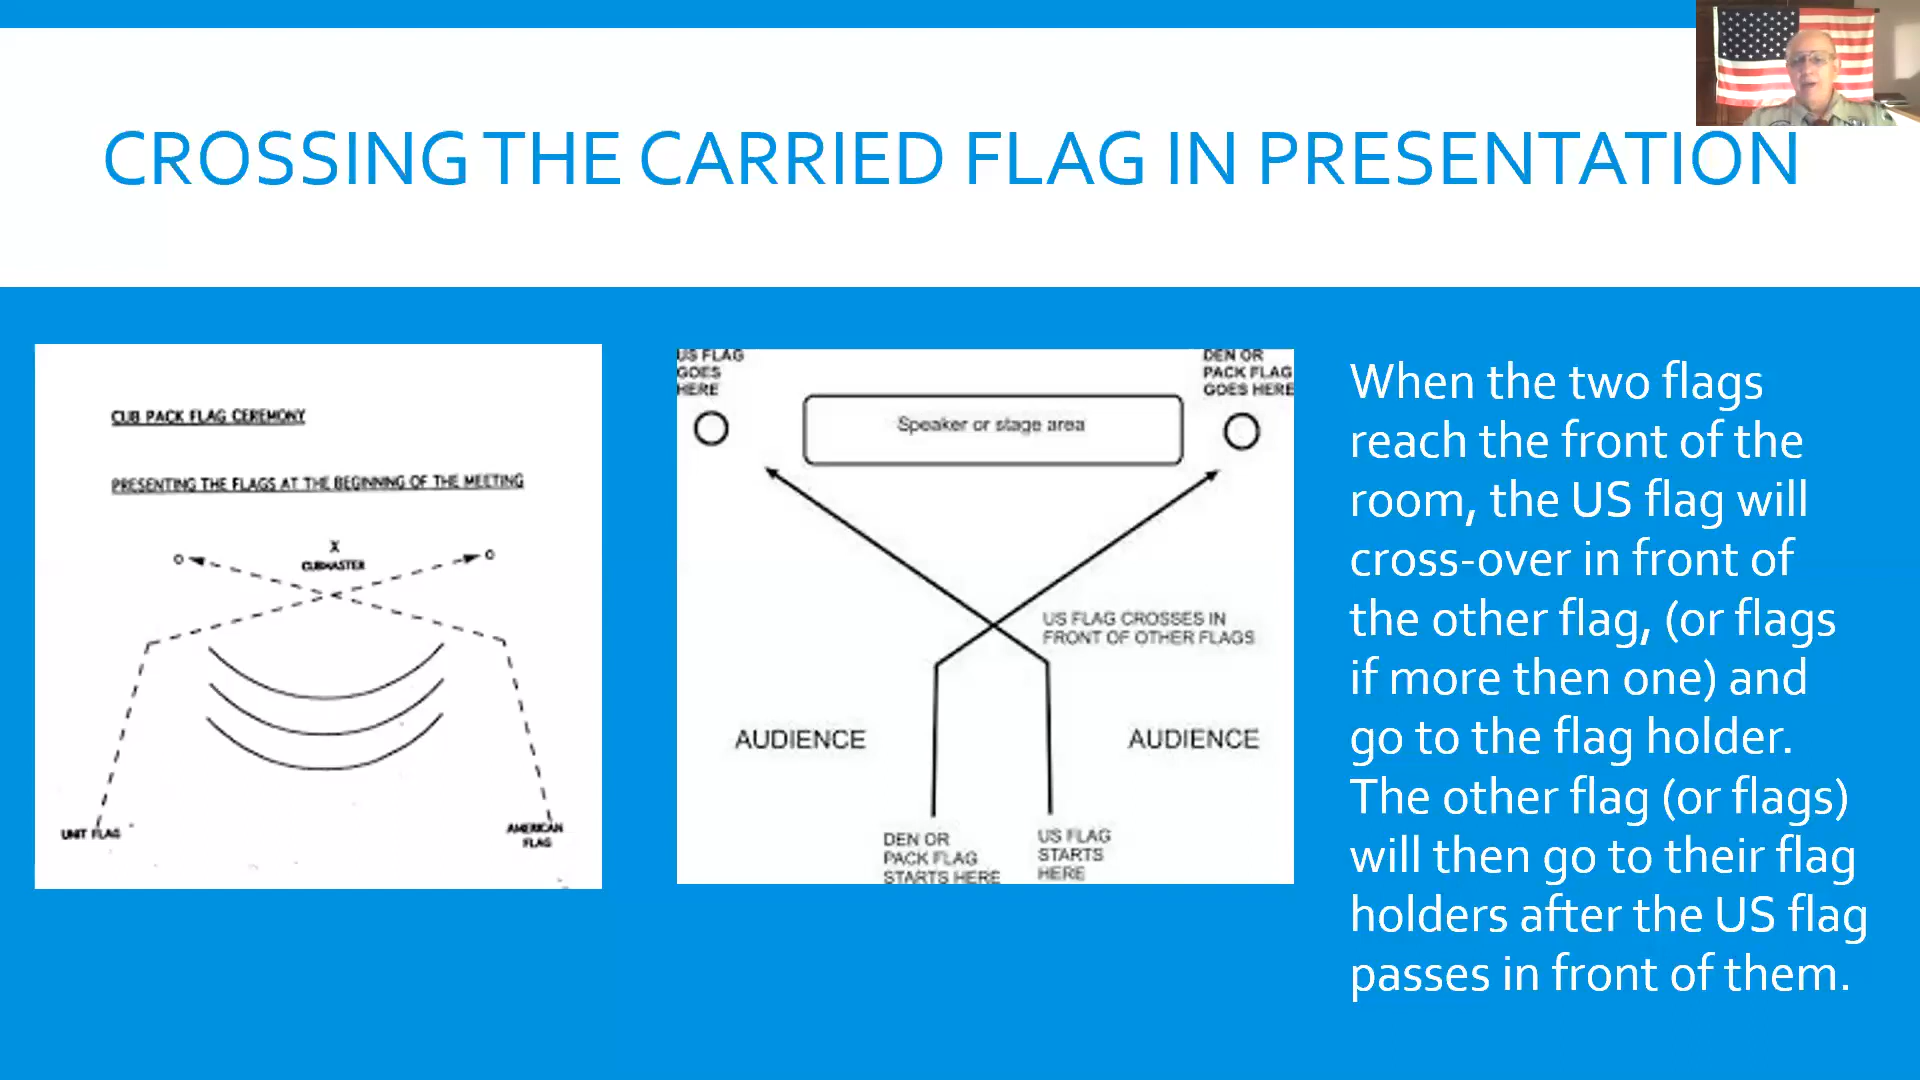 CROSSING THE CARRIED FLAG IN PRESENTATION
CUB PACK FLAG CEREMONY
PRESENTING THE FLAGS AT THE BEGINNING OF THE MEETING
X
CUBMASTER
UNIT FLAG
AMERICAN
FLAG
US FLAG
GOES
HERE
DEN OR
PACK FLAG
GOES HERE
Speaker or stage area
US FLAG CROSSES IN
FRONT OF OTHER FLAGS
AUDIENCE
AUDIENCE
DEN OR
PACK FLAG
STARTS HERE
US FLAG
STARTS
HERE
When the two flags
reach the front of the
room, the US flag will
cross-over in front of
the other flag, (or flags
if more then one) and
go to the flag holder.
The other flag (or flags)
will then go to their flag
holders after the US flag
passes in front of them.